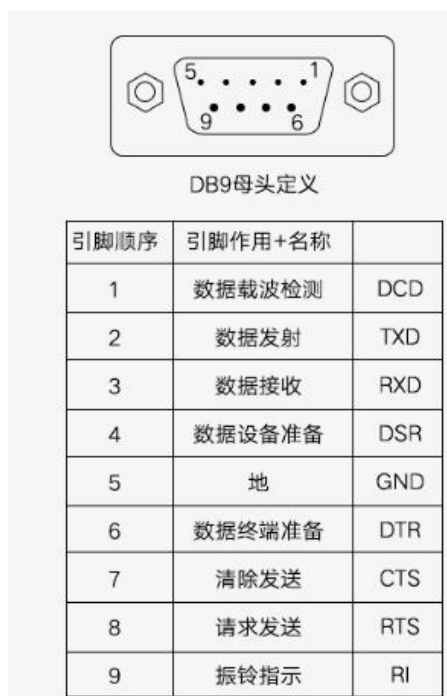 5 1
9 6
DB9母头定义
引脚顺序 引脚作用+名称
1 数据载波检测 DCD
2 数据发射 TXD
3 数据接收 RXD
4 数据设备准备 DSR
5 地 GND
6 数据终端准备 DTR
7 清除发送 CTS
8 请求发送 RTS
9 振铃指示 RI